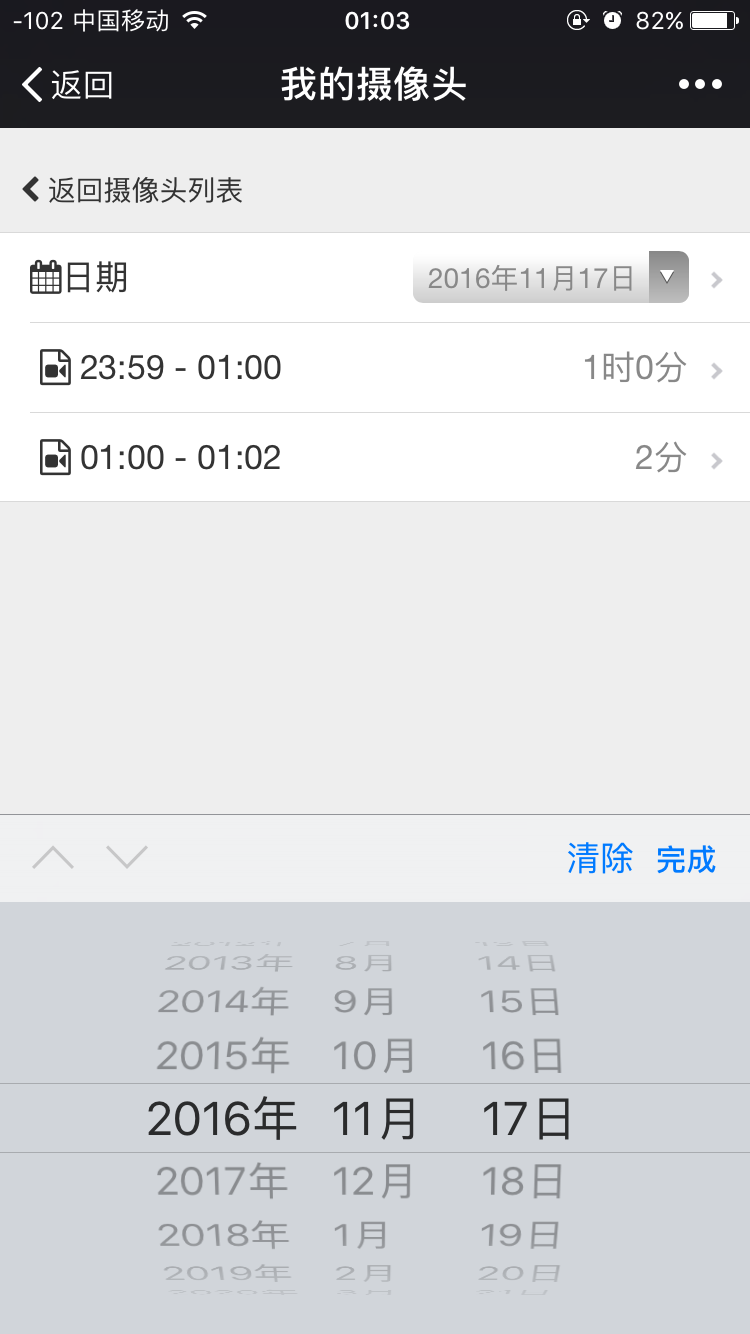 -102 中国移动 01:03 82%
返回 我的摄像头
返回摄像头列表
日期 2016年11月17日
23:59 - 01:00 1时0分
01:00 - 01:02 2分
清除 完成
2013年 8月 14日
2014年 9月 15日
2015年 10月 16日
2016年 11月 17日
2017年 12月 18日
2018年 1月 19日
2019年 2月 20日